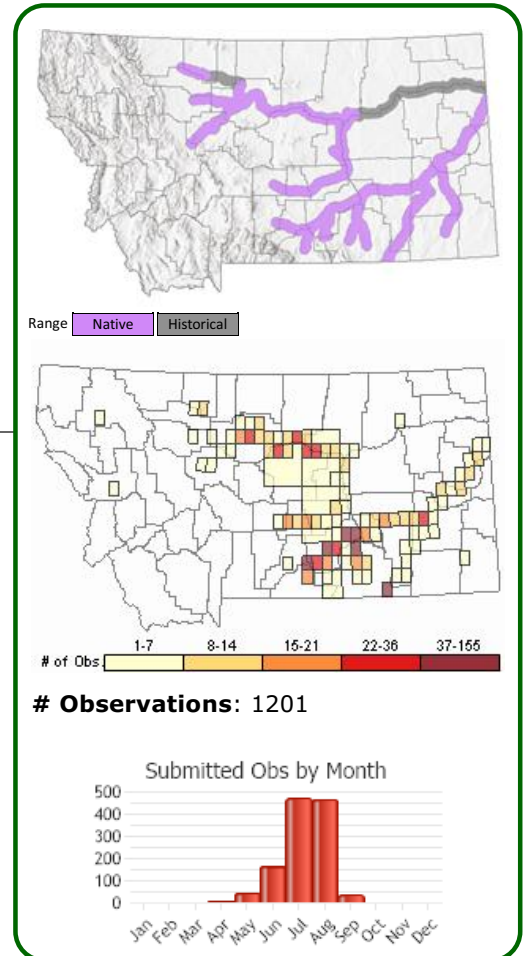 Range Native Historical
1-7 8-14 15-21 22-36 37-155
# of Obs.
# Observations: 1201
Submitted Obs by Month
500
400
300
200
100
0
Jan Feb Mar Apr May Jun Jul Aug Sep Oct Nov Dec